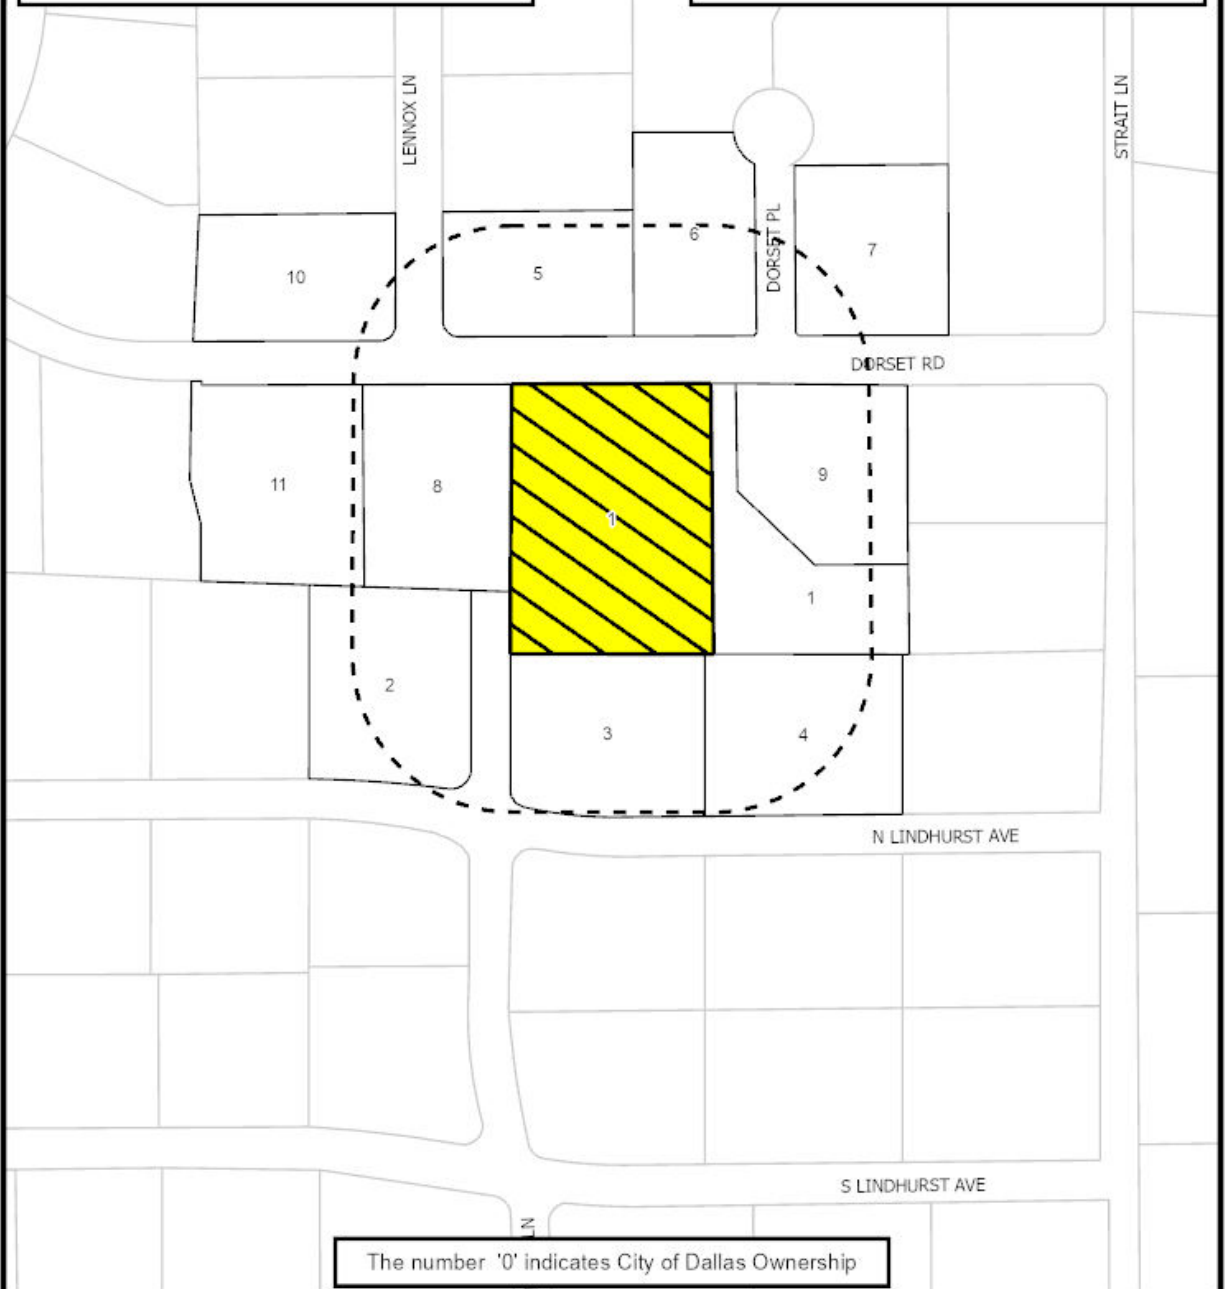 LENNOX LN
STRAIT LN
DORSET PL
6
7
10
5
DORSET RD
11
8
1
9
1
2
3
4
N LINDHURST AVE
S LINDHURST AVE
LN
The number '0' indicates City of Dallas Ownership